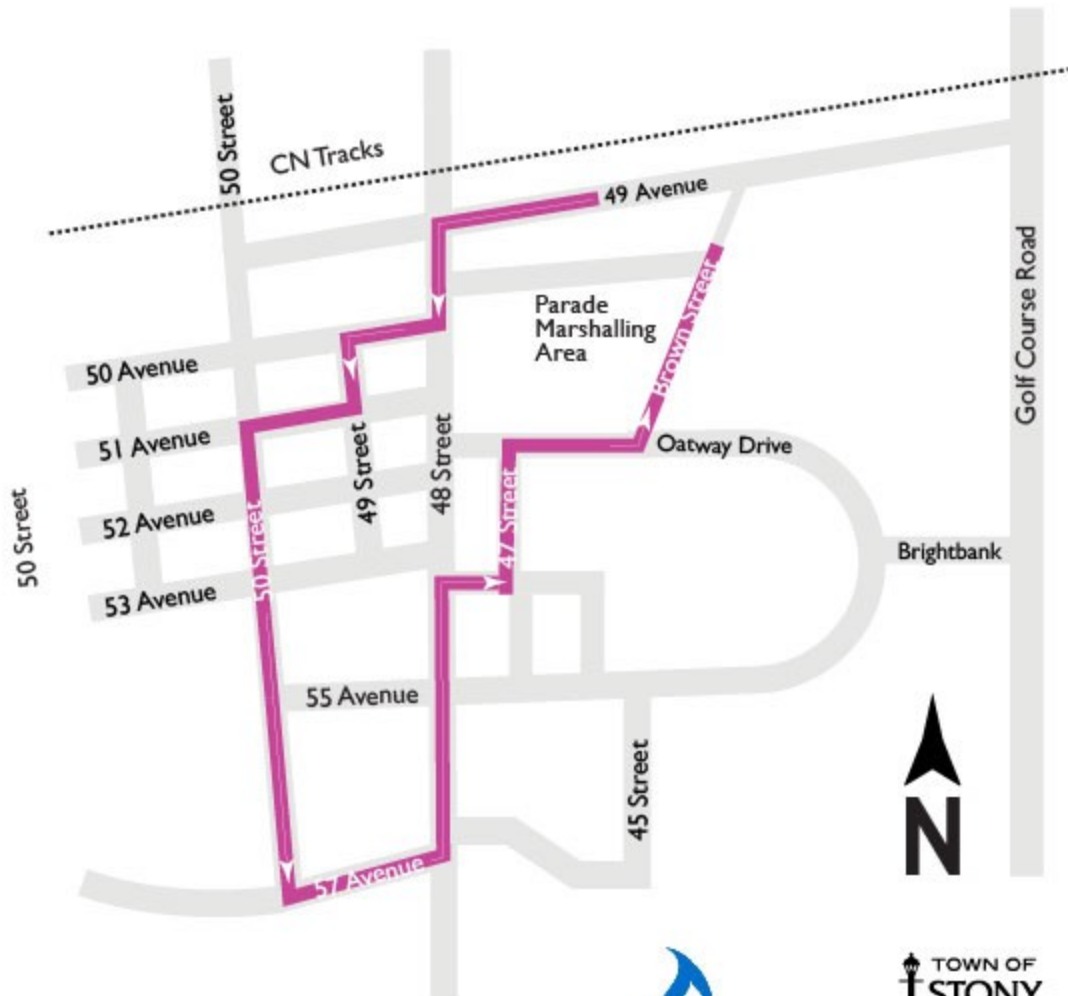 50 Street
CN Tracks
49 Avenue
Golf Course Road
Parade
Marshalling
Area
Brown Street
50 Avenue
51 Avenue
49 Street
48 Street
Oatway Drive
52 Avenue
47 Street
50 Street
50 Street
Brightbank
53 Avenue
55 Avenue
45 Street
57 Avenue
N
TOWN OF
STONY